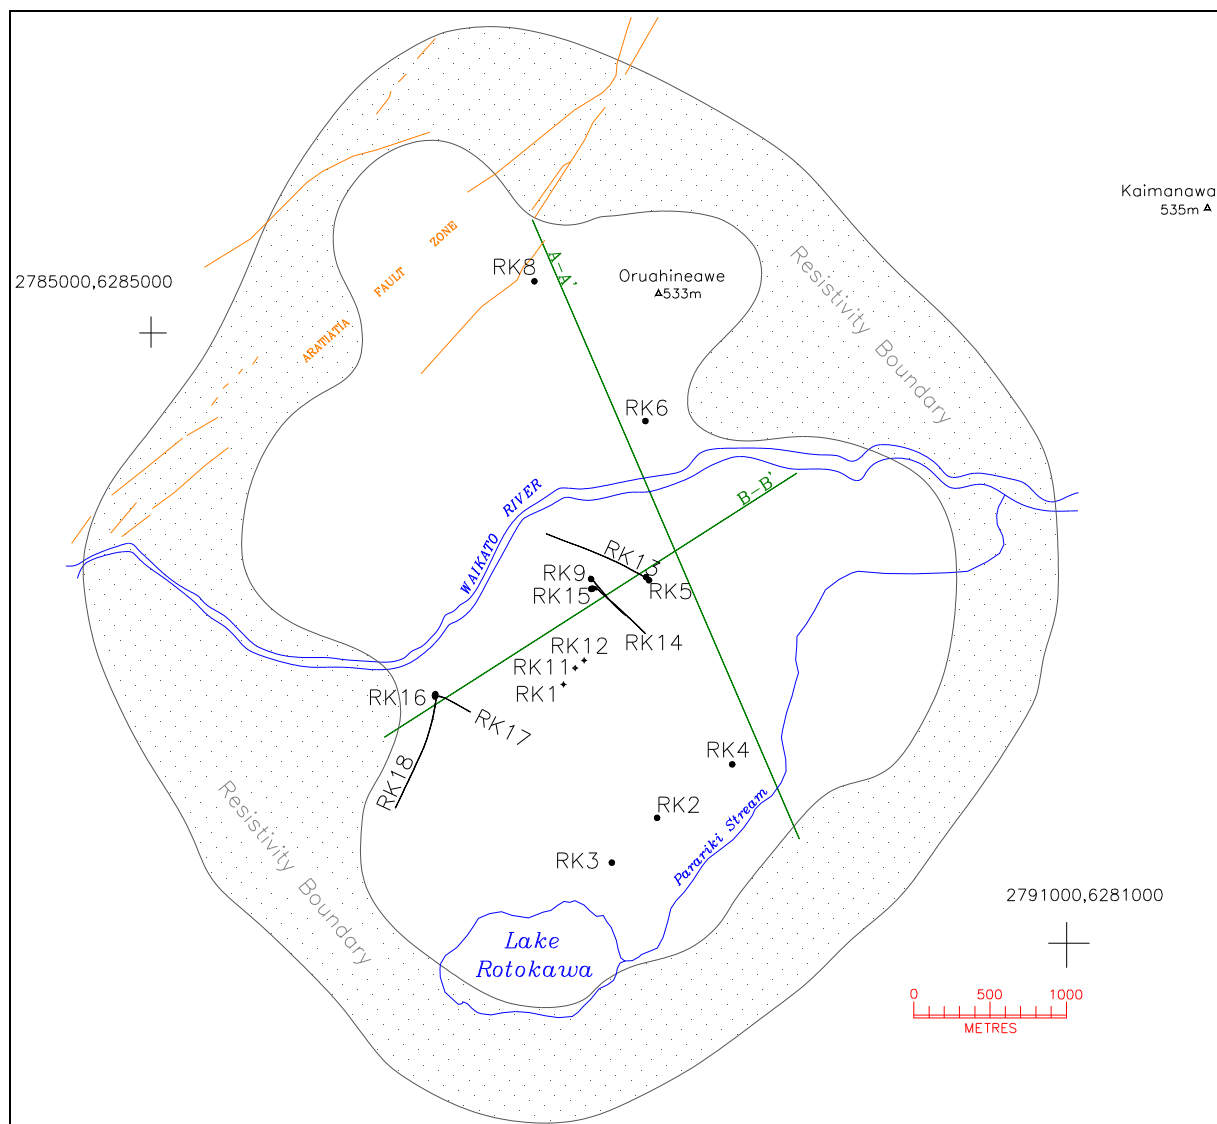 Kaimanawa
535m
2785000,6285000
ARATIATIA FAULT ZONE
RK8
A-A'
Oruahineawe
533m
Resistivity Boundary
RK6
WAIKATO RIVER
B-B'
RK13
RK9
RK5
RK15
RK14
RK12
RK11
RK16
RK1
RK17
RK18
RK4
RK2
Parariki Stream
RK3
Resistivity Boundary
2791000,6281000
Lake
Rotokawa
0 500 1000
METRES